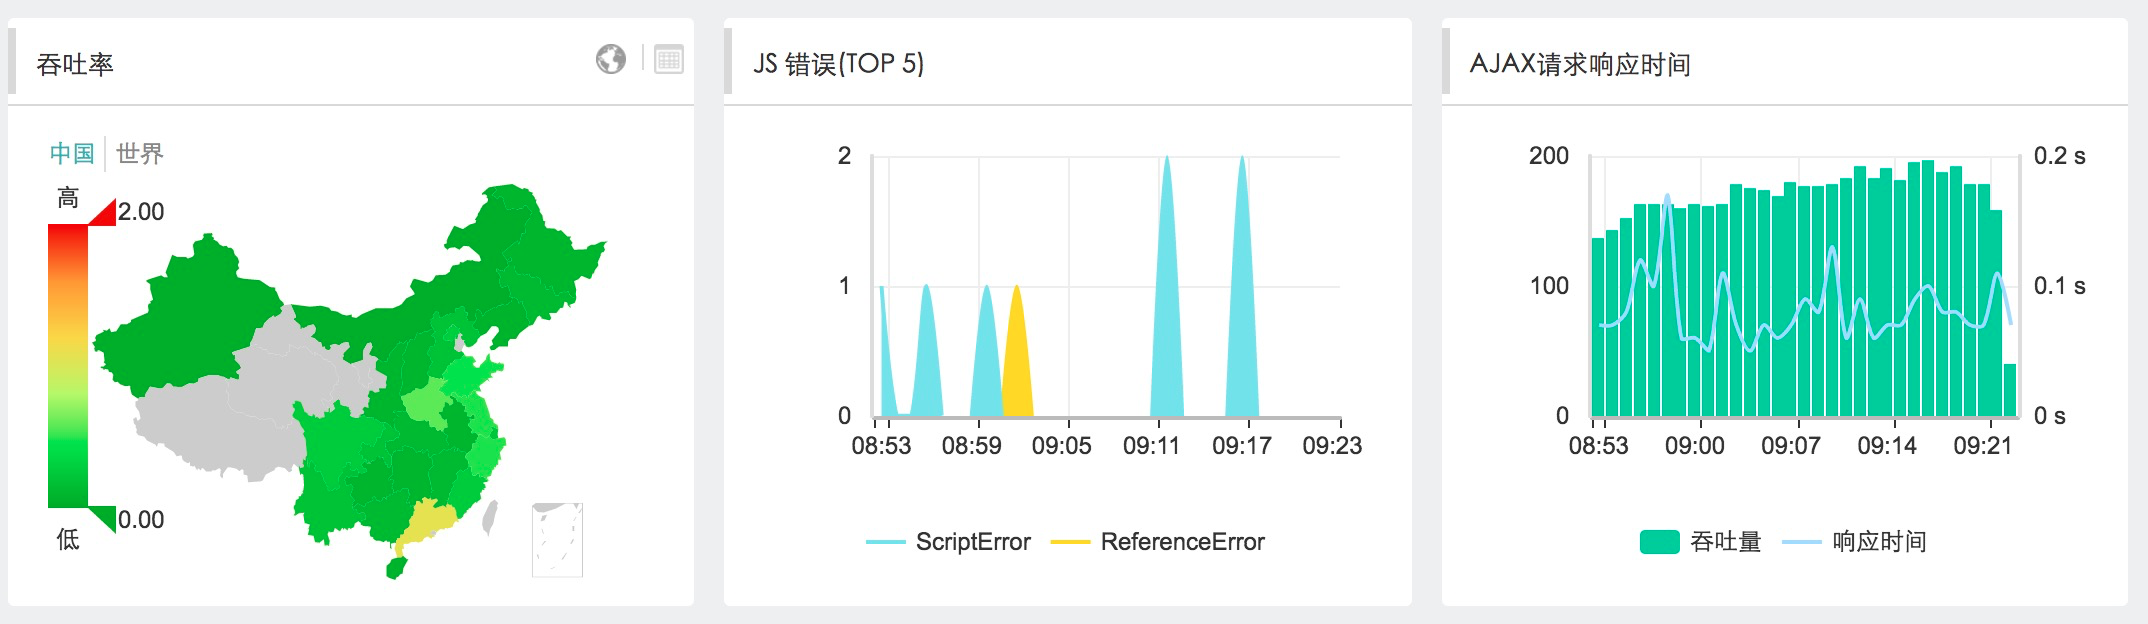 吞吐率
中国 世界
高
2.00
0.00
低
JS 错误(TOP 5)
2
1
0
08:53 08:59 09:05 09:11 09:17 09:23
ScriptError ReferenceError
AJAX请求响应时间
200 0.2 s
100 0.1 s
0 0 s
08:53 09:00 09:07 09:14 09:21
吞吐量 响应时间